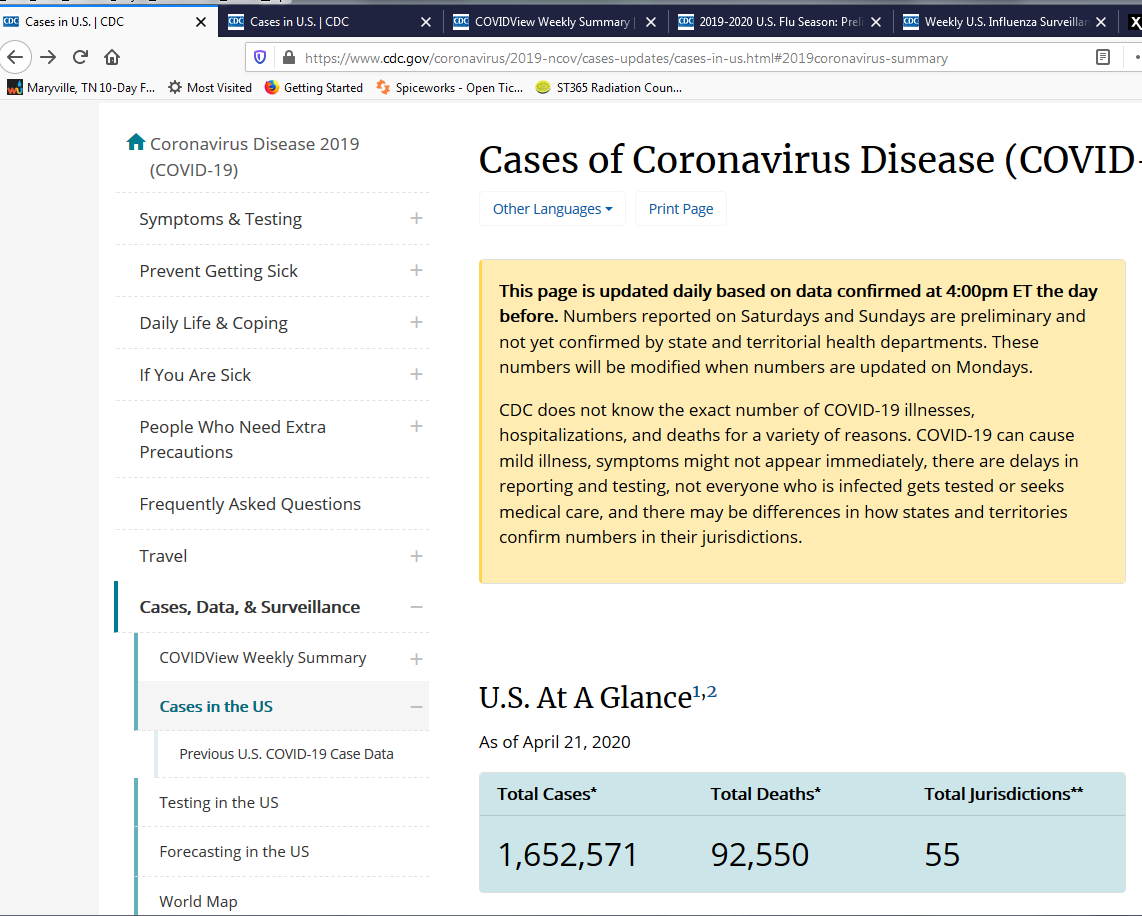 CDC Cases in U.S. | CDC
CDC Cases in U.S. | CDC
CDC COVIDView Weekly Summary |
CDC 2019-2020 U.S. Flu Season: Preli
CDC Weekly U.S. Influenza Surveillan
https://www.cdc.gov/coronavirus/2019-ncov/cases-updates/cases-in-us.html#2019coronavirus-summary
Maryville, TN 10-Day F...
Most Visited
Getting Started
Spiceworks - Open Tic...
ST365 Radiation Coun...
Coronavirus Disease 2019
(COVID-19)
Symptoms & Testing
Prevent Getting Sick
Daily Life & Coping
If You Are Sick
People Who Need Extra
Precautions
Frequently Asked Questions
Travel
Cases, Data, & Surveillance
COVIDView Weekly Summary
Cases in the US
Previous U.S. COVID-19 Case Data
Testing in the US
Forecasting in the US
World Map
Cases of Coronavirus Disease (COVID-
Other Languages
Print Page
This page is updated daily based on data confirmed at 4:00pm ET the day
before. Numbers reported on Saturdays and Sundays are preliminary and
not yet confirmed by state and territorial health departments. These
numbers will be modified when numbers are updated on Mondays.
CDC does not know the exact number of COVID-19 illnesses,
hospitalizations, and deaths for a variety of reasons. COVID-19 can cause
mild illness, symptoms might not appear immediately, there are delays in
reporting and testing, not everyone who is infected gets tested or seeks
medical care, and there may be differences in how states and territories
confirm numbers in their jurisdictions.
U.S. At A Glance1,2
As of April 21, 2020
Total Cases* Total Deaths* Total Jurisdictions**
1,652,571 92,550 55